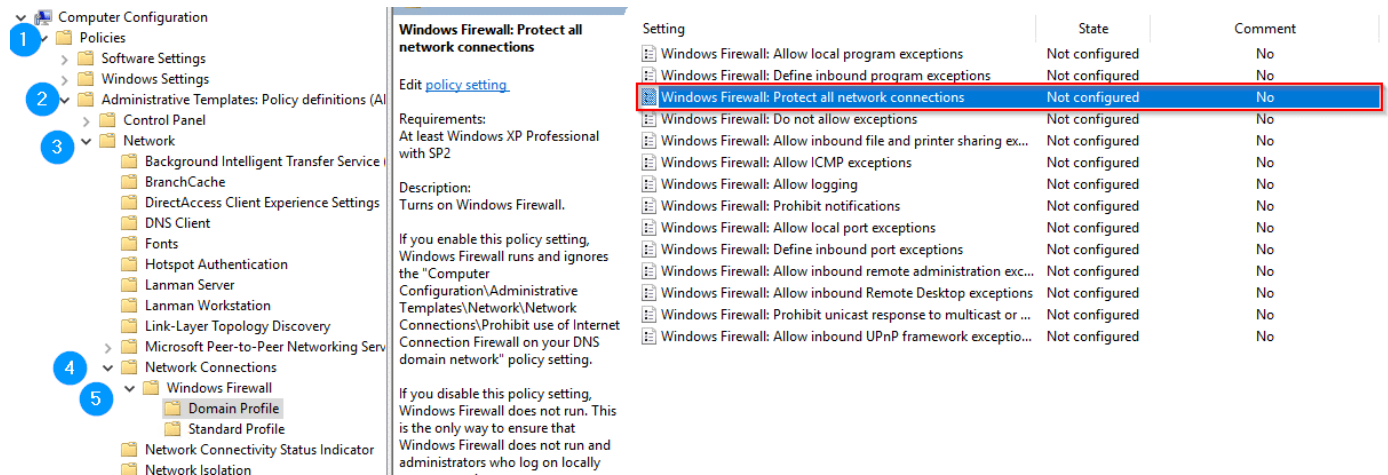 Computer Configuration
1
Policies
Software Settings
Windows Settings
2
Administrative Templates: Policy definitions (Al
Control Panel
3
Network
Background Intelligent Transfer Service (
BranchCache
DirectAccess Client Experience Settings
DNS Client
Fonts
Hotspot Authentication
Lanman Server
Lanman Workstation
Link-Layer Topology Discovery
Microsoft Peer-to-Peer Networking Serv
4
Network Connections
5
Windows Firewall
Domain Profile
Standard Profile
Network Connectivity Status Indicator
Network Isolation
Windows Firewall: Protect all
network connections
Edit policy setting
Requirements:
At least Windows XP Professional
with SP2
Description:
Turns on Windows Firewall.
If you enable this policy setting,
Windows Firewall runs and ignores
the "Computer
Configuration\Administrative
Templates\Network\Network
Connections\Prohibit use of Internet
Connection Firewall on your DNS
domain network" policy setting.
If you disable this policy setting,
Windows Firewall does not run. This
is the only way to ensure that
Windows Firewall does not run and
administrators who log on locally
Setting State Comment
Windows Firewall: Allow local program exceptions Not configured No
Windows Firewall: Define inbound program exceptions Not configured No
Windows Firewall: Protect all network connections Not configured No
Windows Firewall: Do not allow exceptions Not configured No
Windows Firewall: Allow inbound file and printer sharing ex... Not configured No
Windows Firewall: Allow ICMP exceptions Not configured No
Windows Firewall: Allow logging Not configured No
Windows Firewall: Prohibit notifications Not configured No
Windows Firewall: Allow local port exceptions Not configured No
Windows Firewall: Define inbound port exceptions Not configured No
Windows Firewall: Allow inbound remote administration exc... Not configured No
Windows Firewall: Allow inbound Remote Desktop exceptions Not configured No
Windows Firewall: Prohibit unicast response to multicast or ... Not configured No
Windows Firewall: Allow inbound UPnP framework exceptio... Not configured No